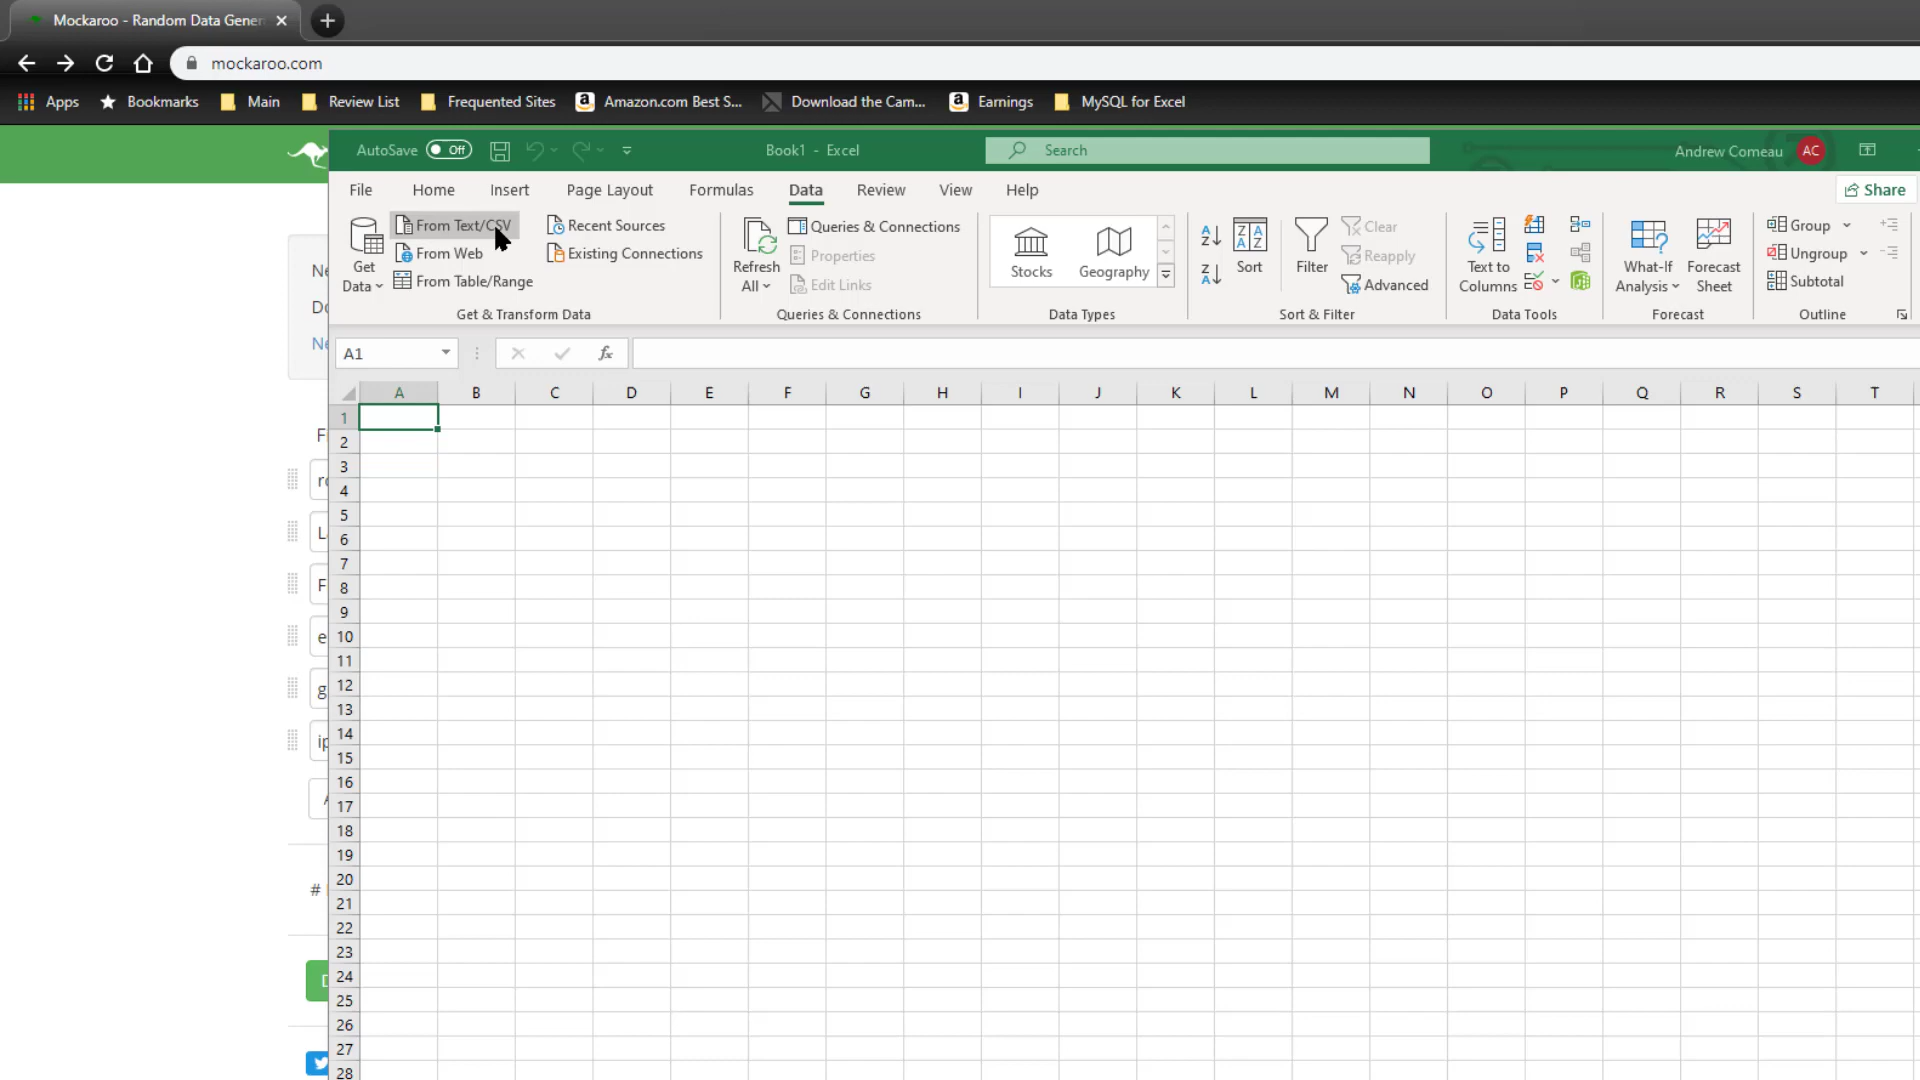 Mockaroo - Random Data Gener
mockaroo.com
Apps Bookmarks Main Review List Frequented Sites Amazon.com Best S... Download the Cam... Earnings MySQL for Excel
AutoSave Off Book1 - Excel Search Andrew Comeau AC
File Home Insert Page Layout Formulas Data Review View Help Share
Get Data
From Text/CSV
From Web
From Table/Range
Recent Sources
Existing Connections
Get & Transform Data
Refresh All
Queries & Connections
Properties
Edit Links
Queries & Connections
Stocks Geography
Data Types
Sort
Filter
Clear
Reapply
Advanced
Sort & Filter
Text to Columns
Data Tools
What-If Analysis
Forecast Sheet
Forecast
Group
Ungroup
Subtotal
Outline
A1 fx
A B C D E F G H I J K L M N O P Q R S T
1
2
3
4
5
6
7
8
9
10
11
12
13
14
15
16
17
18
19
20
21
22
23
24
25
26
27
28
Ne
Do
Ne
#